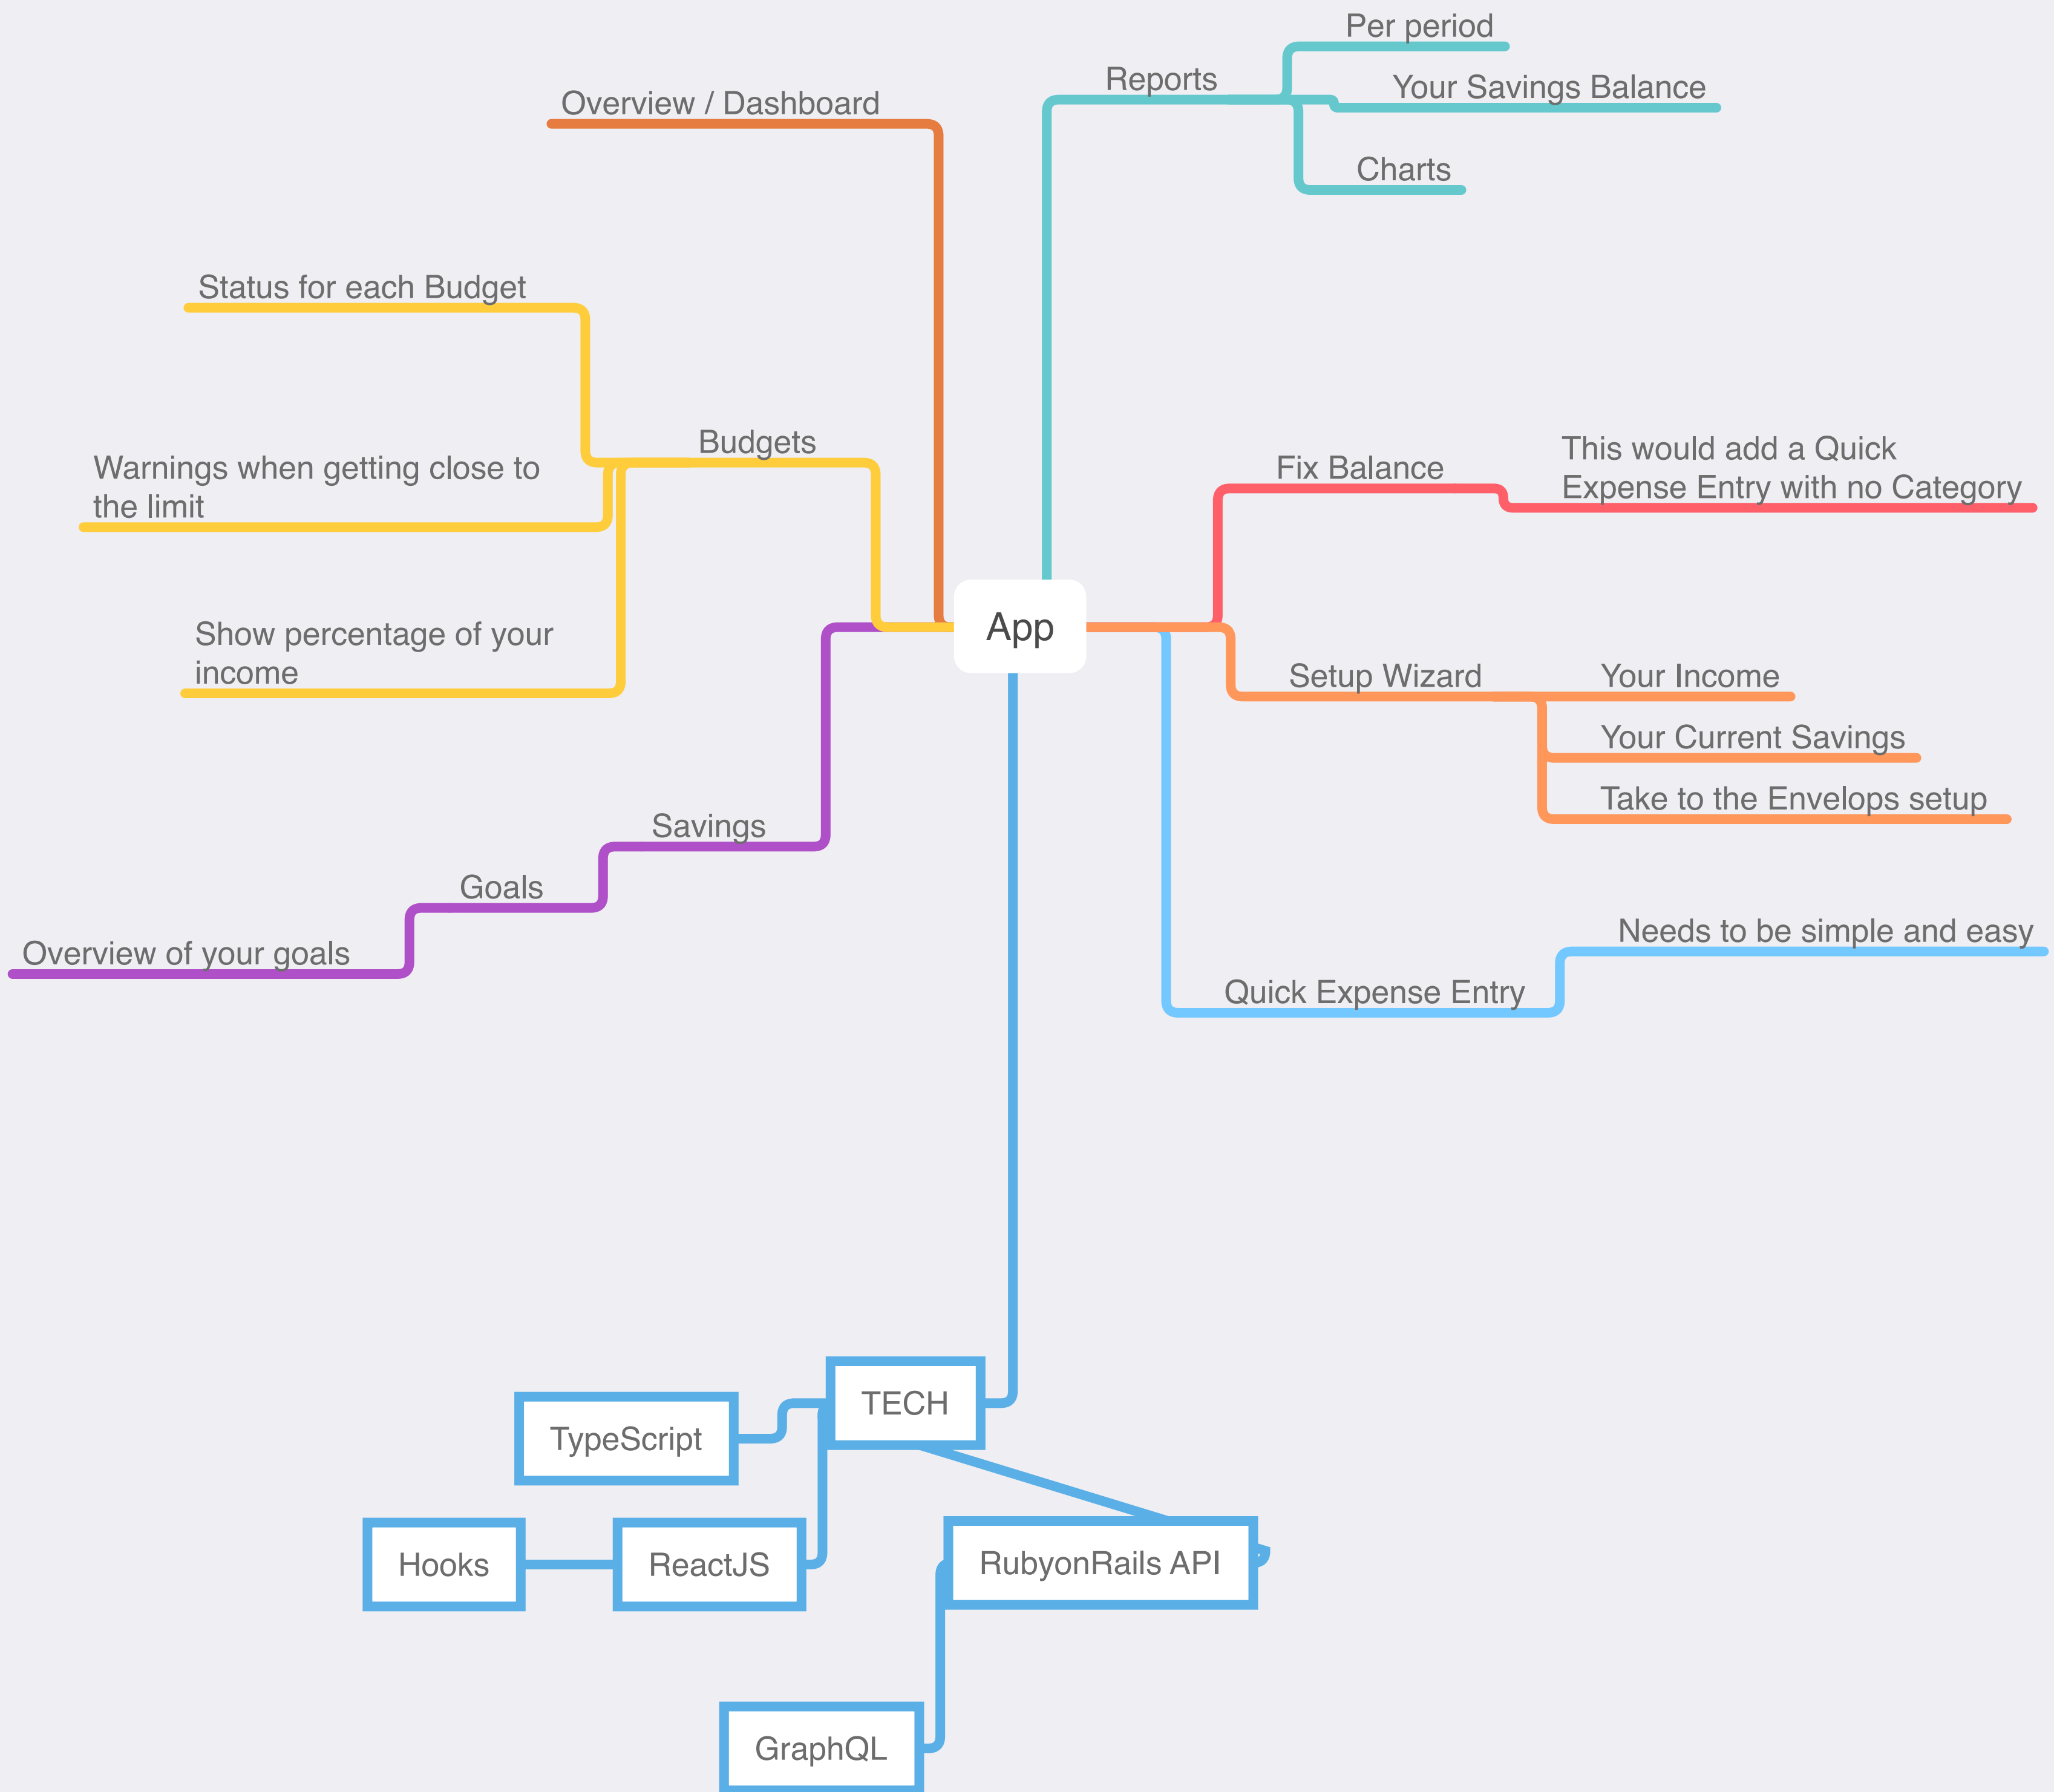 Per period
Reports
Your Savings Balance
Overview / Dashboard
Charts
Status for each Budget
Budgets
Warnings when getting close to
the limit
Fix Balance
This would add a Quick
Expense Entry with no Category
App
Show percentage of your
income
Setup Wizard
Your Income
Your Current Savings
Take to the Envelops setup
Savings
Goals
Overview of your goals
Needs to be simple and easy
Quick Expense Entry
TECH
TypeScript
Hooks
ReactJS
RubyonRails API
GraphQL